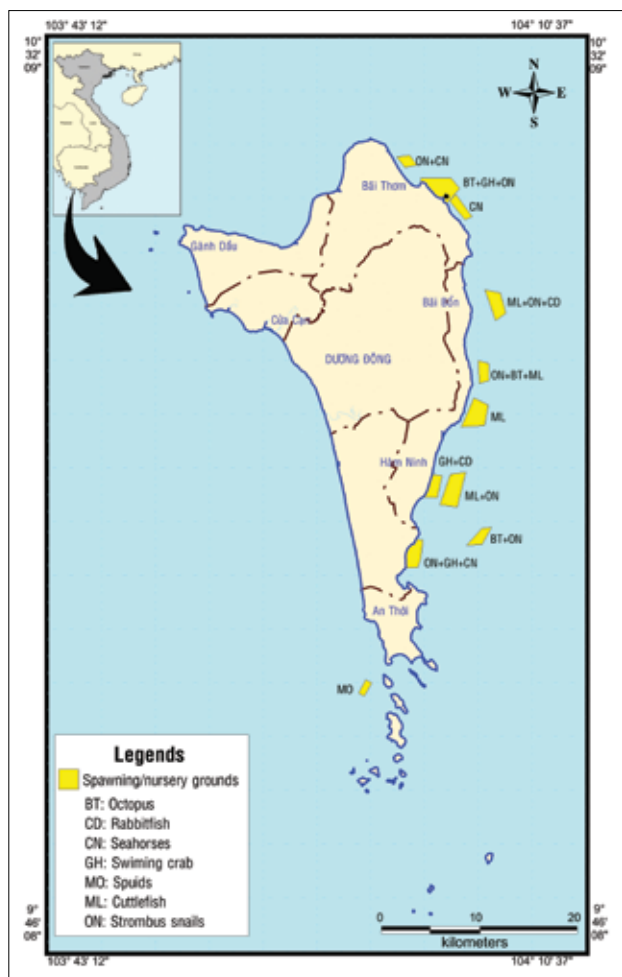 103° 43' 12"
104° 10' 37"
10°
32'
09"
10°
32'
09"
N
W
E
S
ON+CN
BT+GH+ON
CN
Bãi Thơm
Gành Dầu
Bãi Bổn
ML+ON+CD
Cửa Cạn
DƯƠNG ĐÔNG
ON+BT+ML
ML
Hàm Ninh
GH+CD
ML+ON
BT+ON
ON+GH+CN
An Thới
MO
Legends
Spawning/nursery grounds
BT: Octopus
CD: Rabbitfish
CN: Seahorses
GH: Swiming crab
MO: Spuids
ML: Cuttlefish
ON: Strombus snails
0 10 20
kilometers
9°
46'
08"
9°
46'
08"
103° 43' 12"
104° 10' 37"